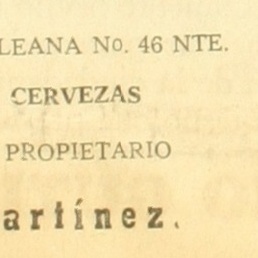 LEANA No. 46 NTE.
CERVEZAS
PROPIETARIO
artínez.